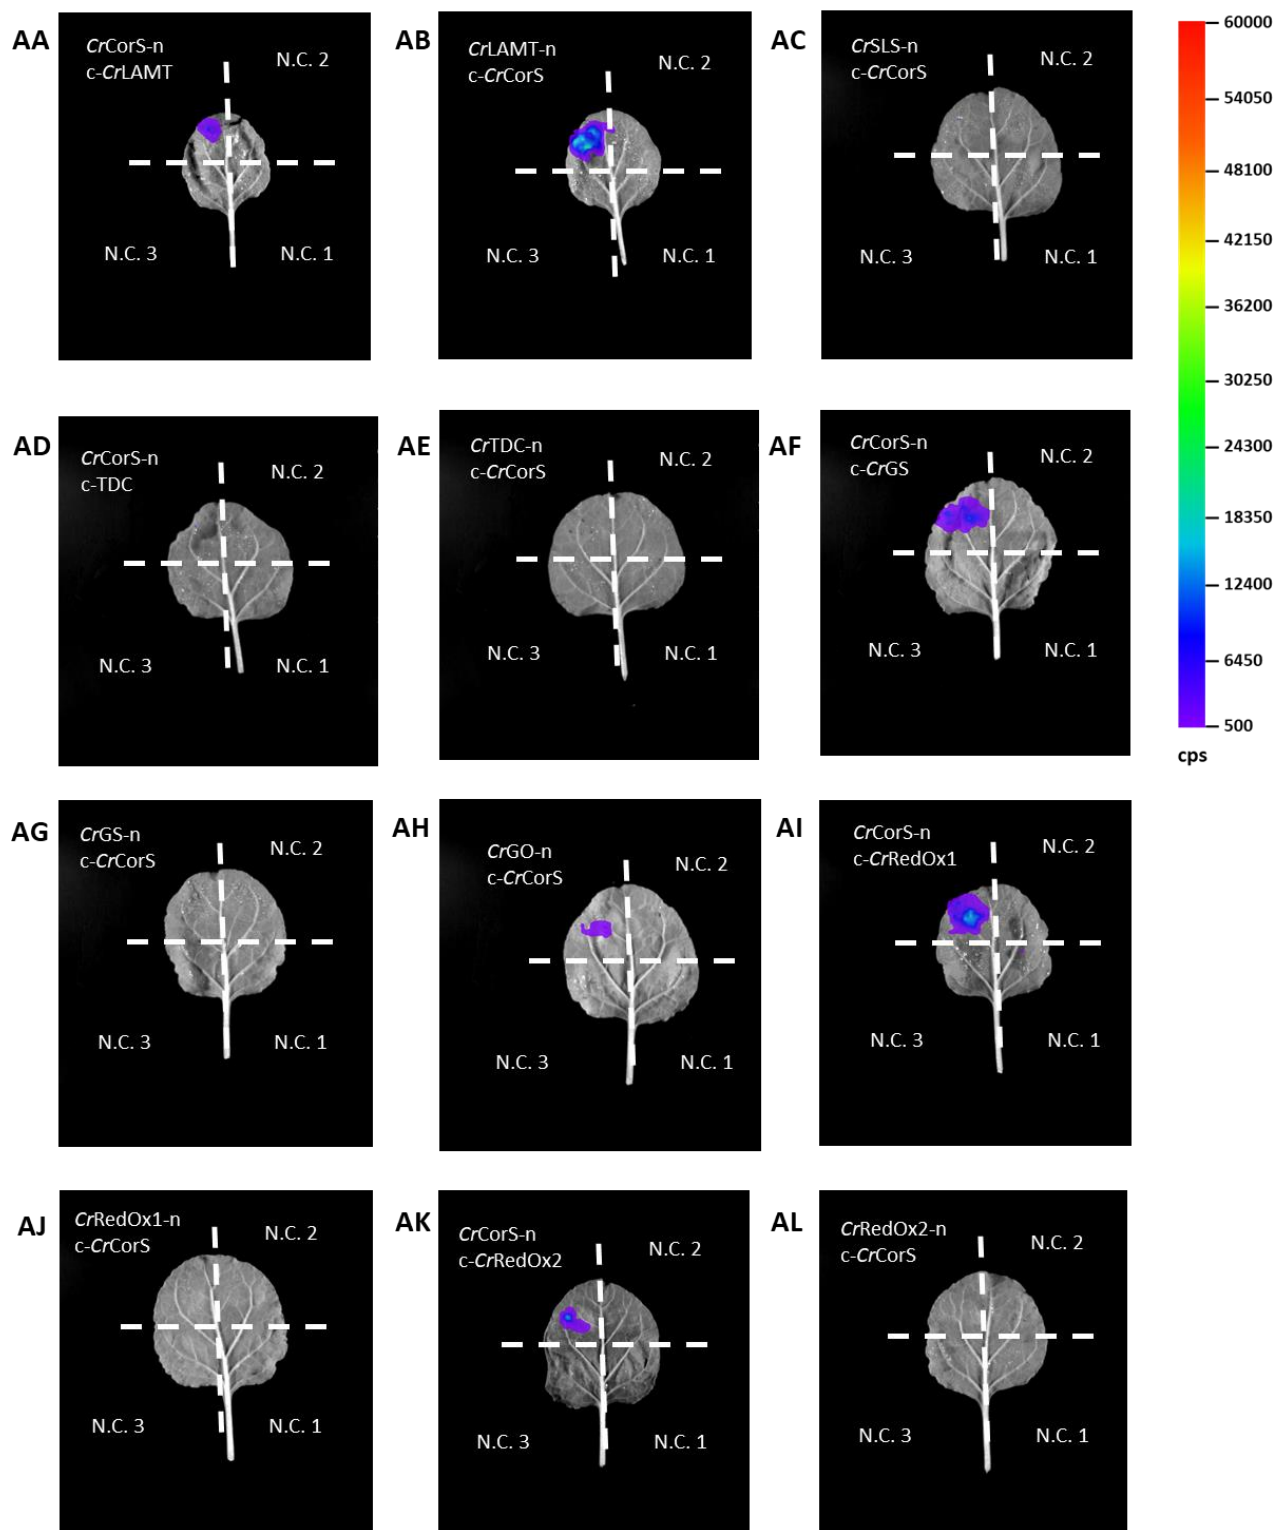 AA
CrCorS-n
c-CrLAMT
N.C. 2
N.C. 3
N.C. 1
AB
CrLAMT-n
c-CrCorS
N.C. 2
N.C. 3
N.C. 1
AC
CrSLS-n
c-CrCorS
N.C. 2
N.C. 3
N.C. 1
60000
54050
48100
42150
36200
30250
24300
18350
12400
6450
500
cps
AD
CrCorS-n
c-TDC
N.C. 2
N.C. 3
N.C. 1
AE
CrTDC-n
c-CrCorS
N.C. 2
N.C. 3
N.C. 1
AF
CrCorS-n
c-CrGS
N.C. 2
N.C. 3
N.C. 1
AG
CrGS-n
c-CrCorS
N.C. 2
N.C. 3
N.C. 1
AH
CrGO-n
c-CrCorS
N.C. 2
N.C. 3
N.C. 1
AI
CrCorS-n
c-CrRedOx1
N.C. 2
N.C. 3
N.C. 1
AJ
CrRedOx1-n
c-CrCorS
N.C. 2
N.C. 3
N.C. 1
AK
CrCorS-n
c-CrRedOx2
N.C. 2
N.C. 3
N.C. 1
AL
CrRedOx2-n
c-CrCorS
N.C. 2
N.C. 3
N.C. 1